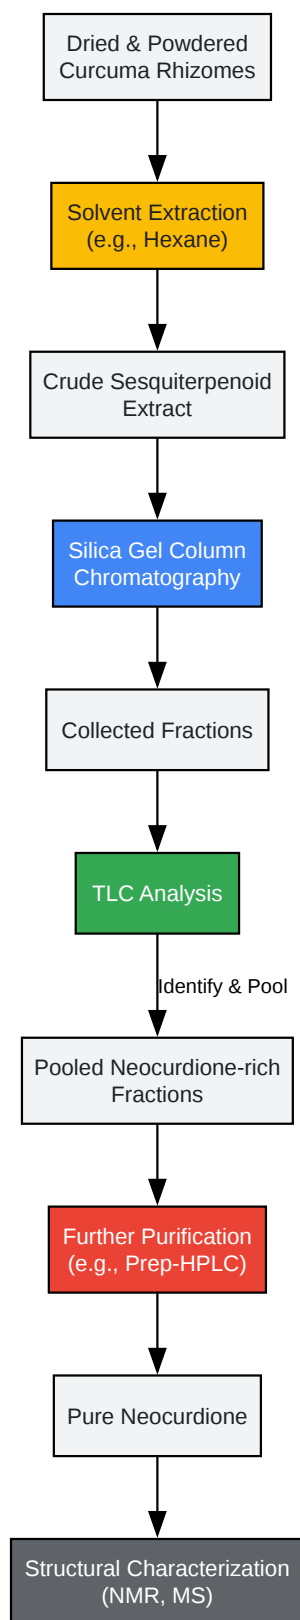 Dried & Powdered
Curcuma Rhizomes
Solvent Extraction
(e.g., Hexane)
Crude Sesquiterpenoid
Extract
Silica Gel Column
Chromatography
Collected Fractions
TLC Analysis
Identify & Pool
Pooled Neocurdione-rich
Fractions
Further Purification
(e.g., Prep-HPLC)
Pure Neocurdione
Structural Characterization
(NMR, MS)